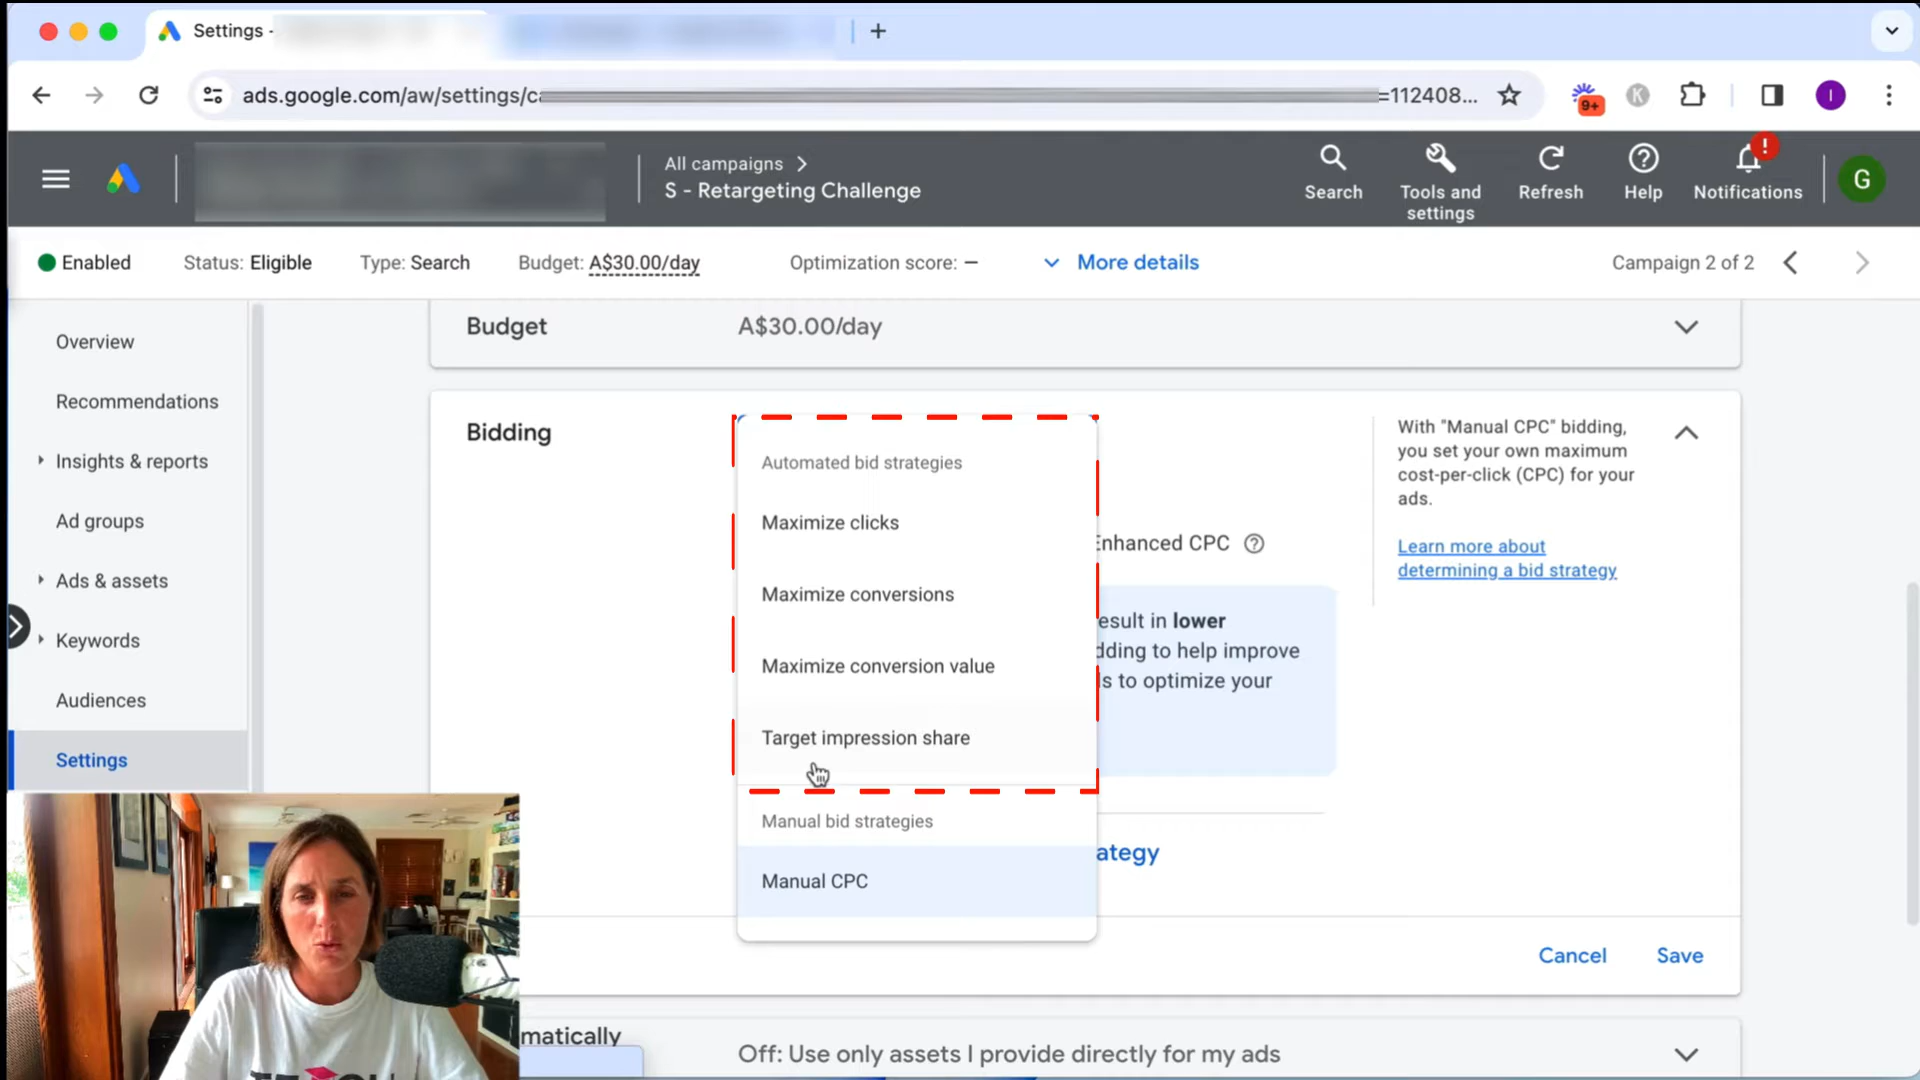 Settings -
ads.google.com/aw/settings/ca
=112408...
9+
K
I
All campaigns
S - Retargeting Challenge
Search
Tools and
settings
Refresh
Help
Notifications
!
G
Enabled
Status: Eligible
Type: Search
Budget: A$30.00/day
Optimization score: –
More details
Campaign 2 of 2
Overview
Recommendations
Insights & reports
Ad groups
Ads & assets
Keywords
Audiences
Settings
Budget
A$30.00/day
Bidding
Automated bid strategies
Maximize clicks
Maximize conversions
Maximize conversion value
Target impression share
Manual bid strategies
Manual CPC
Enhanced CPC
esult in lower
dding to help improve
s to optimize your
ategy
With "Manual CPC" bidding,
you set your own maximum
cost-per-click (CPC) for your
ads.
Learn more about
determining a bid strategy
Cancel
Save
matically
Off: Use only assets I provide directly for my ads